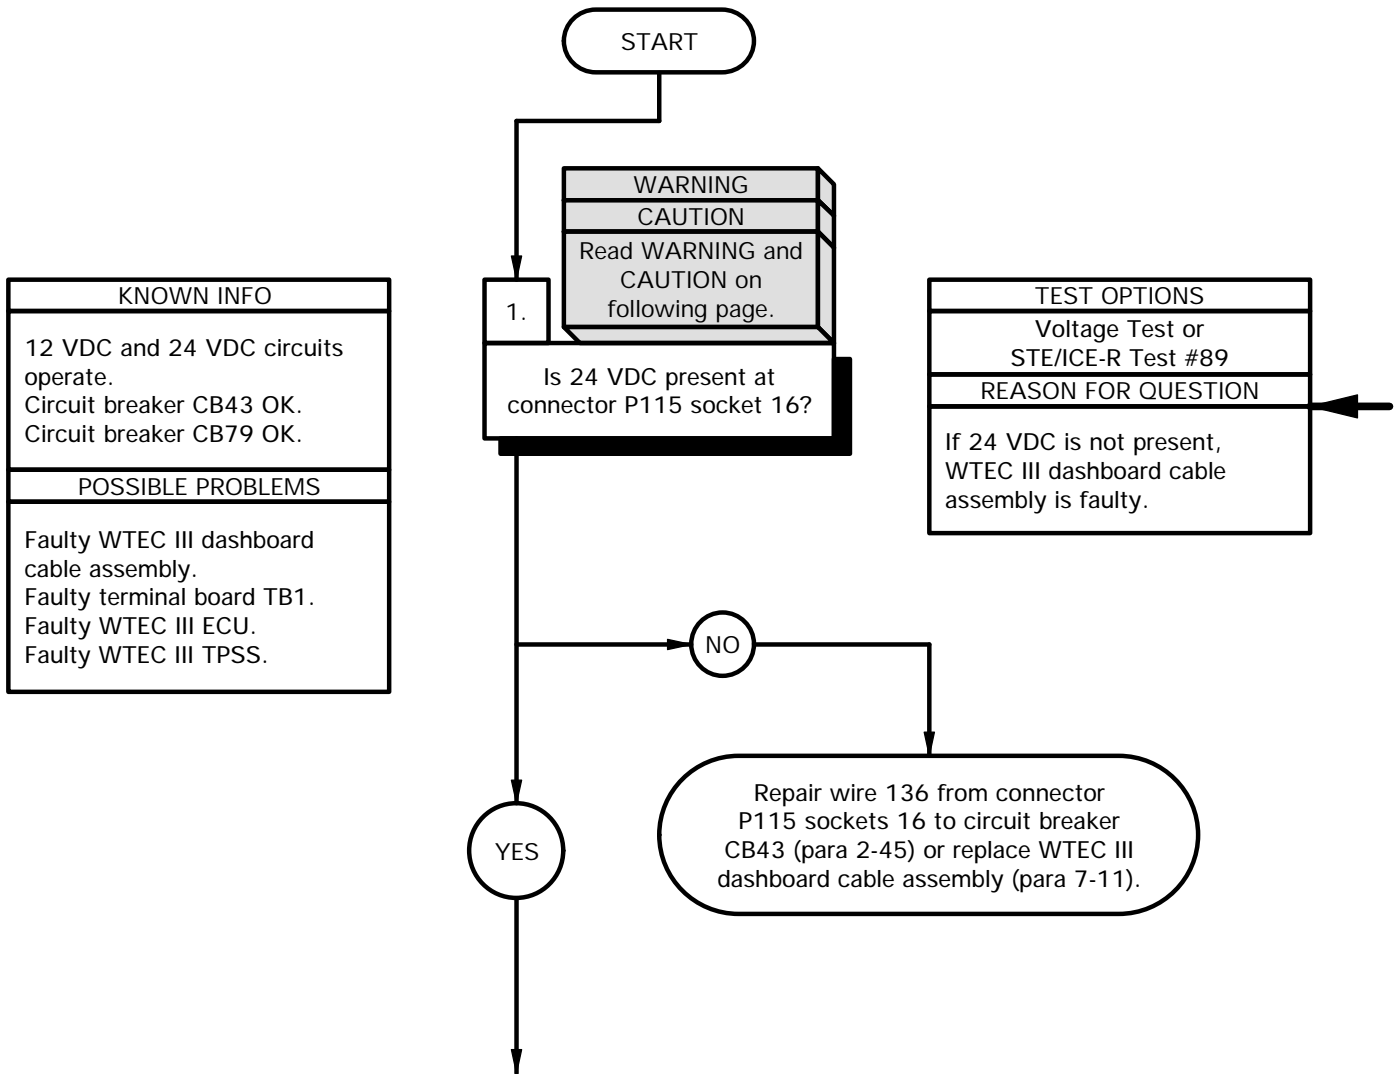 START
WARNING
CAUTION
Read WARNING and
CAUTION on
following page.
KNOWN INFO
12 VDC and 24 VDC circuits
operate.
Circuit breaker CB43 OK.
Circuit breaker CB79 OK.
POSSIBLE PROBLEMS
Faulty WTEC III dashboard
cable assembly.
Faulty terminal board TB1.
Faulty WTEC III ECU.
Faulty WTEC III TPSS.
1.
Is 24 VDC present at
connector P115 socket 16?
TEST OPTIONS
Voltage Test or
STE/ICE-R Test #89
REASON FOR QUESTION
If 24 VDC is not present,
WTEC III dashboard cable
assembly is faulty.
NO
Repair wire 136 from connector
P115 sockets 16 to circuit breaker
CB43 (para 2-45) or replace WTEC III
dashboard cable assembly (para 7-11).
YES